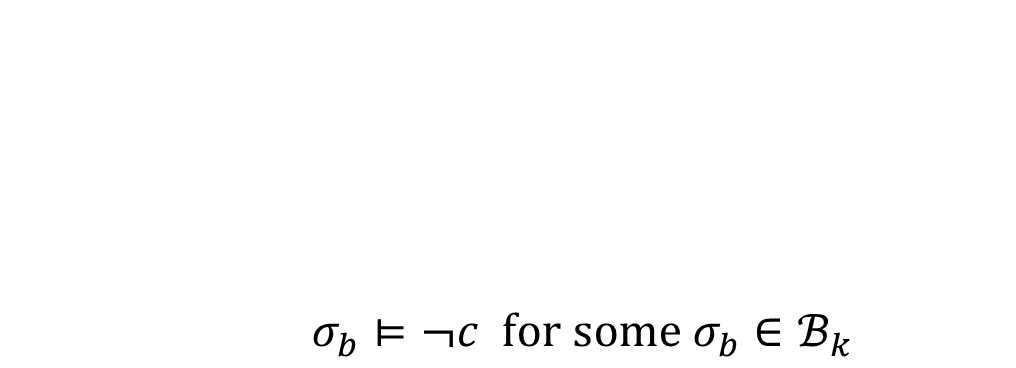 σ_b ⊨ ¬c for some σ_b ∈ ℬ_k